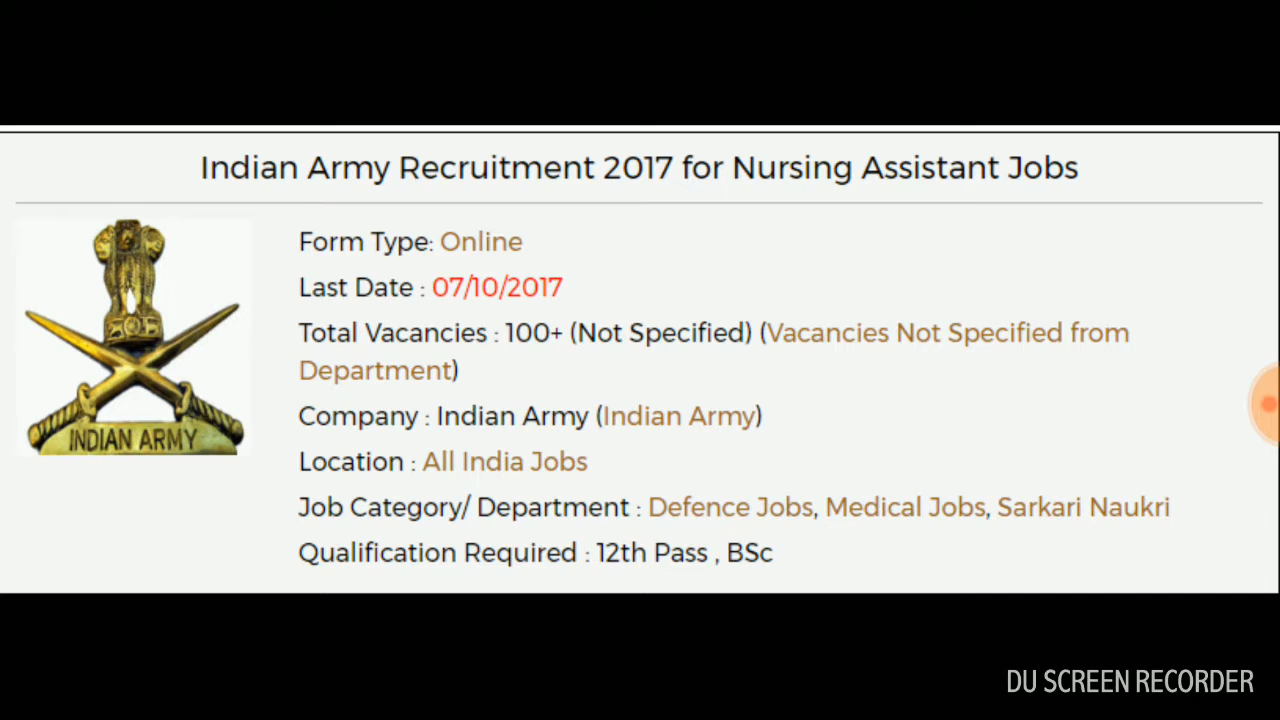 Indian Army Recruitment 2017 for Nursing Assistant Jobs
Form Type: Online
Last Date : 07/10/2017
Total Vacancies : 100+ (Not Specified) (Vacancies Not Specified from
Department)
Company : Indian Army (Indian Army)
Location : All India Jobs
Job Category/ Department : Defence Jobs, Medical Jobs, Sarkari Naukri
Qualification Required : 12th Pass , BSc
INDIAN ARMY
DU SCREEN RECORDER